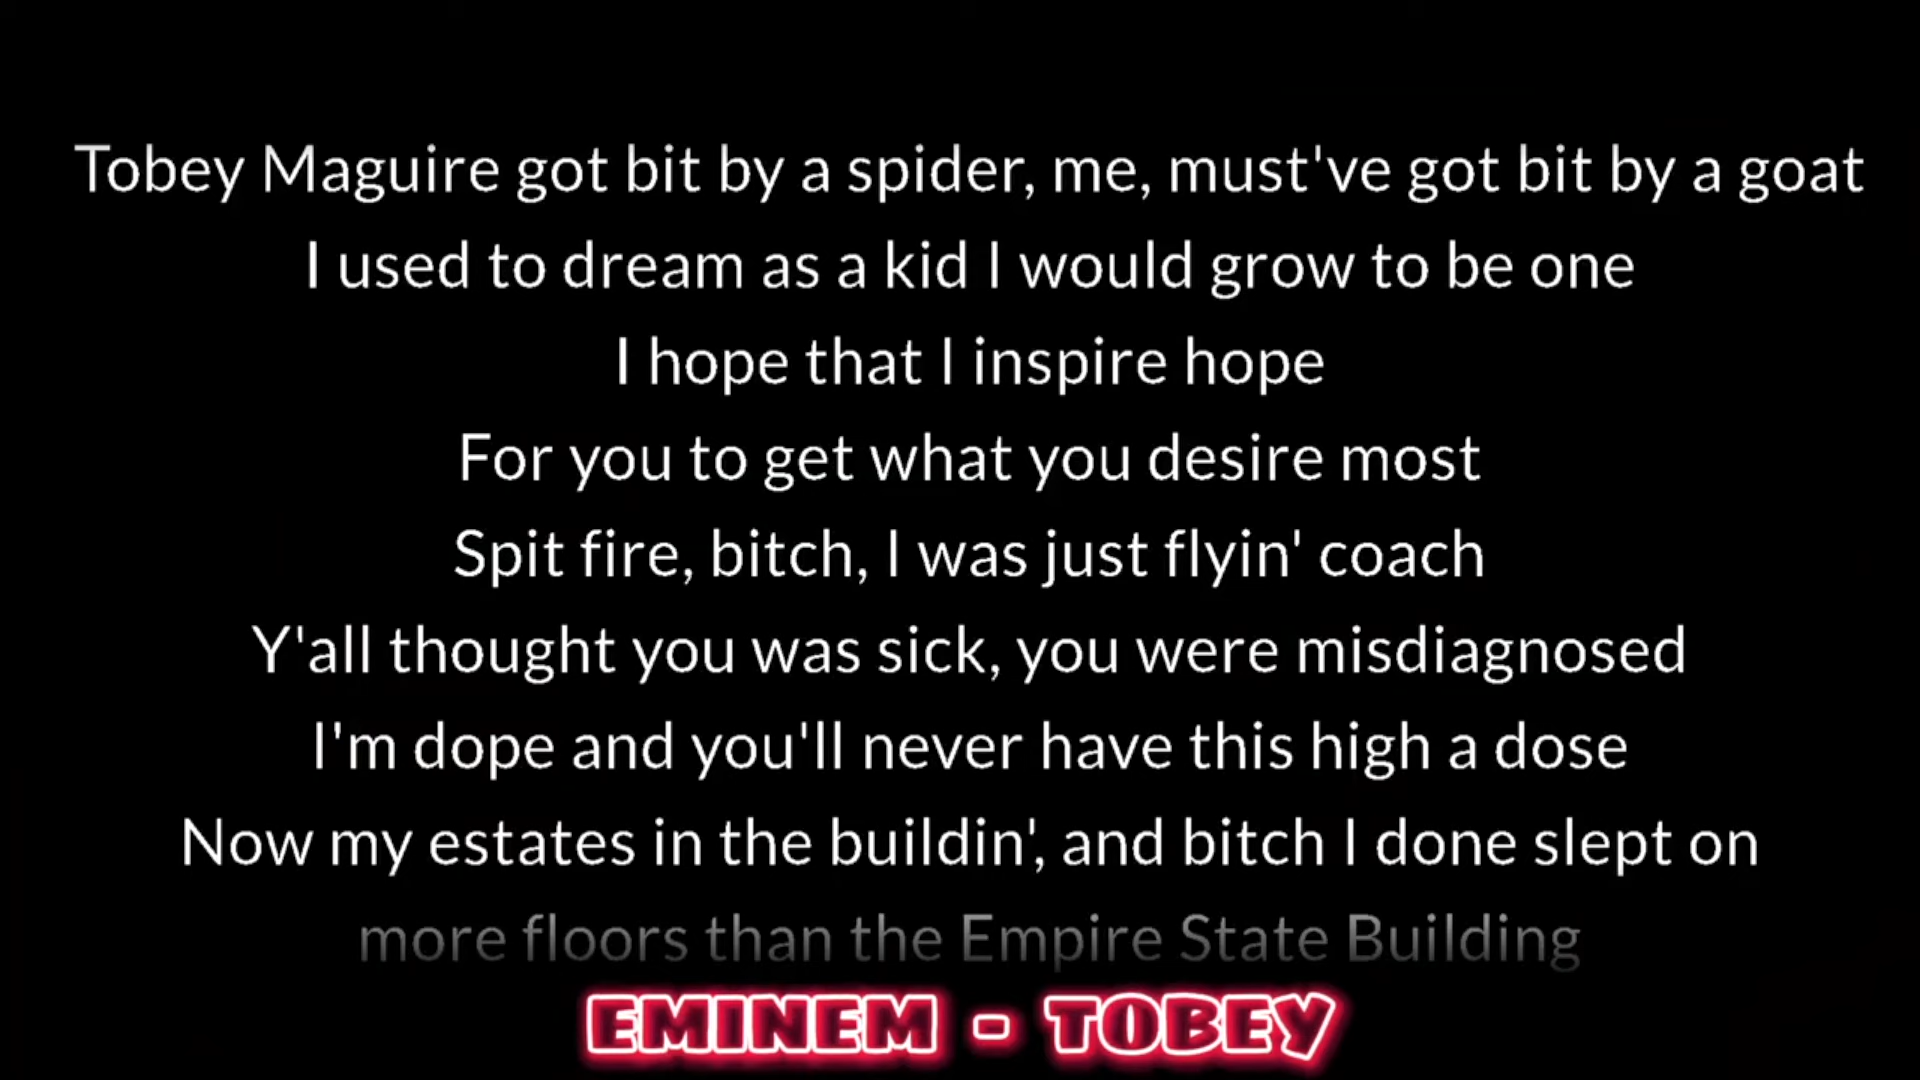 Tobey Maguire got bit by a spider, me, must've got bit by a goat
I used to dream as a kid I would grow to be one
I hope that I inspire hope
For you to get what you desire most
Spit fire, bitch, I was just flyin' coach
Y'all thought you was sick, you were misdiagnosed
I'm dope and you'll never have this high a dose
Now my estates in the buildin', and bitch I done slept on
more floors than the Empire State Building
EMINEM - TOBEY